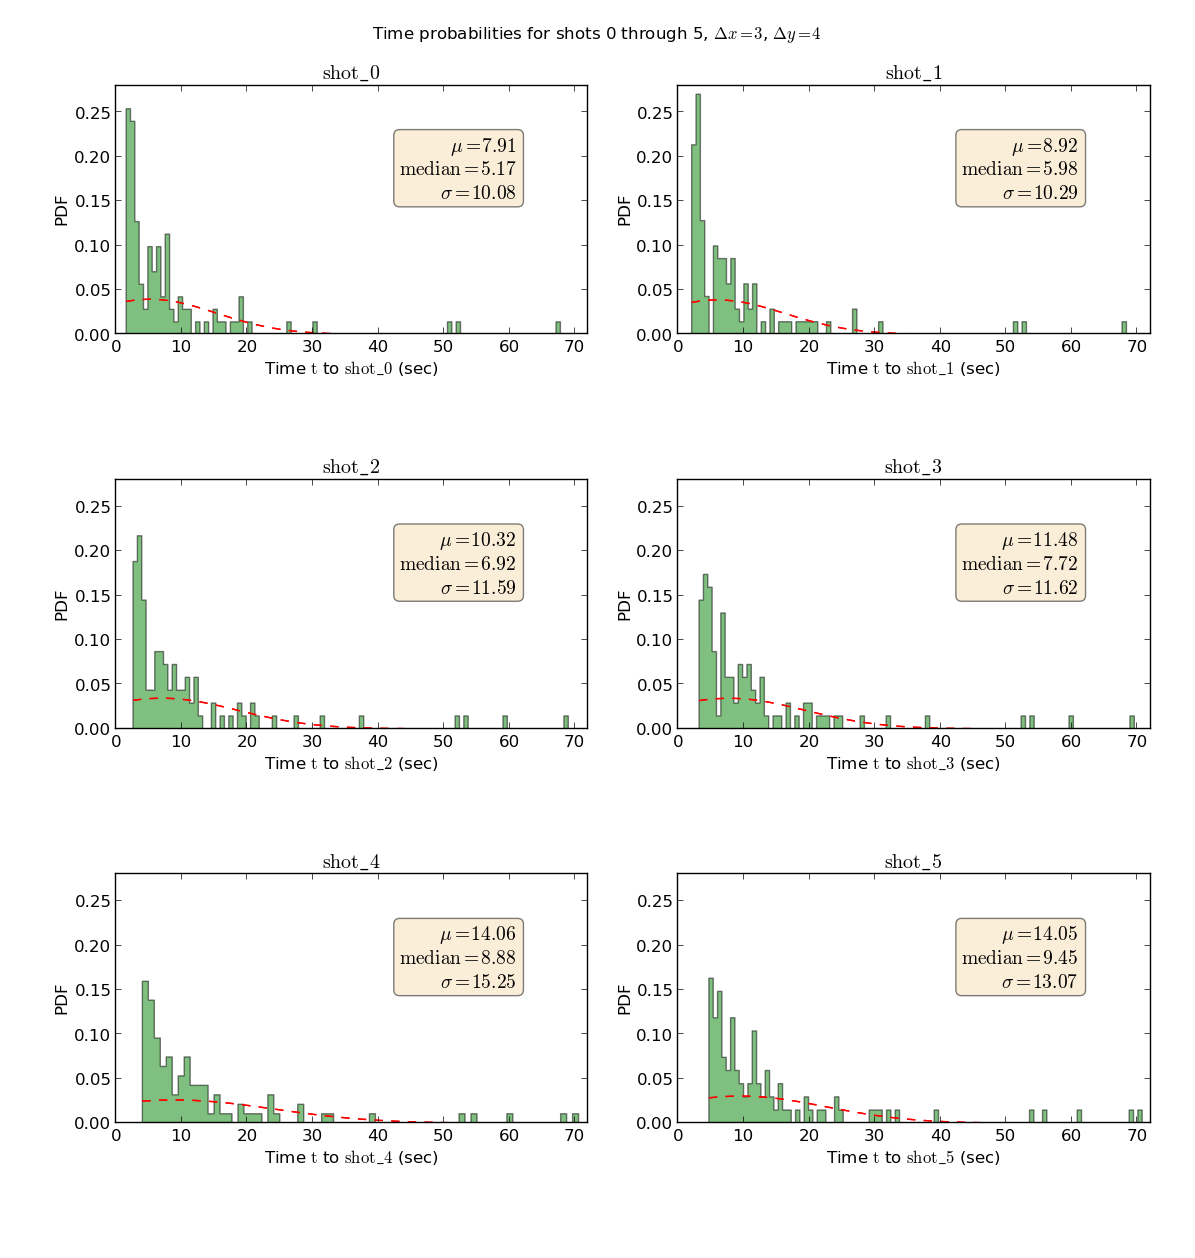 Time probabilities for shots 0 through 5, Δx=3, Δy=4
shot_0
0.25
0.20
0.15
0.10
0.05
0.00
PDF
μ=7.91
median=5.17
σ=10.08
0 10 20 30 40 50 60 70
Time t to shot_0 (sec)
shot_1
0.25
0.20
0.15
0.10
0.05
0.00
PDF
μ=8.92
median=5.98
σ=10.29
0 10 20 30 40 50 60 70
Time t to shot_1 (sec)
shot_2
0.25
0.20
0.15
0.10
0.05
0.00
PDF
μ=10.32
median=6.92
σ=11.59
0 10 20 30 40 50 60 70
Time t to shot_2 (sec)
shot_3
0.25
0.20
0.15
0.10
0.05
0.00
PDF
μ=11.48
median=7.72
σ=11.62
0 10 20 30 40 50 60 70
Time t to shot_3 (sec)
shot_4
0.25
0.20
0.15
0.10
0.05
0.00
PDF
μ=14.06
median=8.88
σ=15.25
0 10 20 30 40 50 60 70
Time t to shot_4 (sec)
shot_5
0.25
0.20
0.15
0.10
0.05
0.00
PDF
μ=14.05
median=9.45
σ=13.07
0 10 20 30 40 50 60 70
Time t to shot_5 (sec)